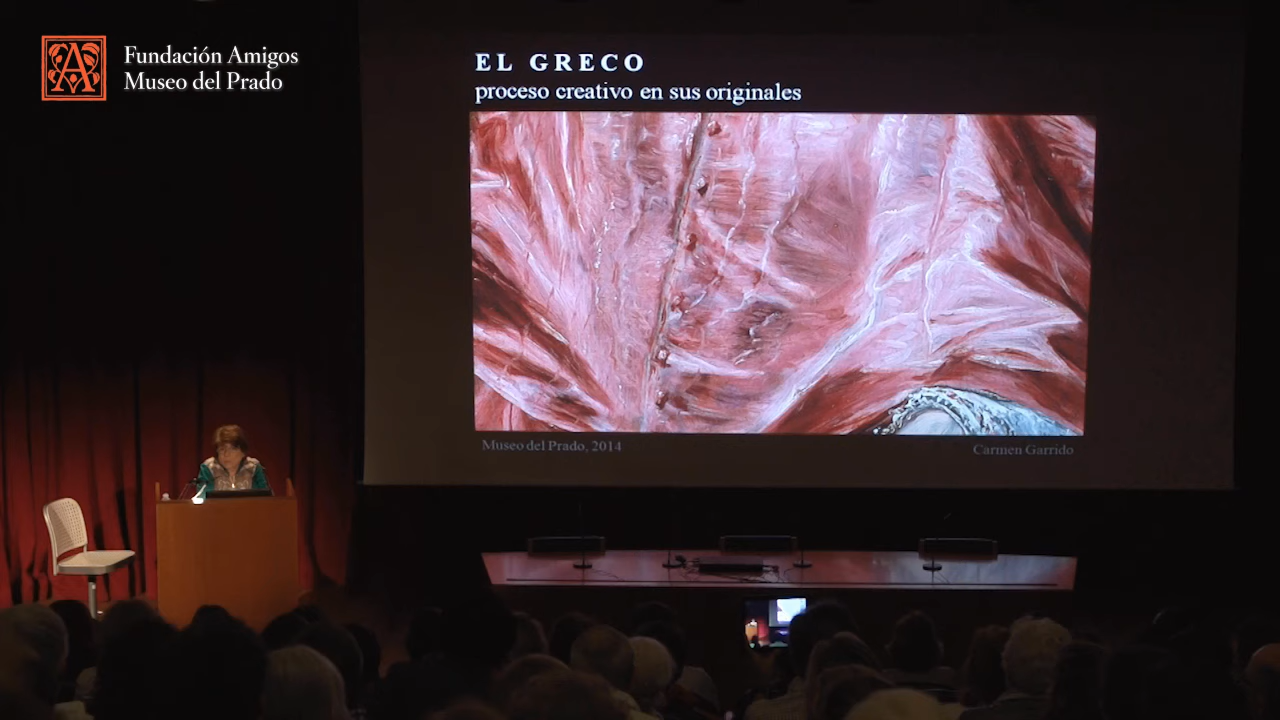 Fundación Amigos
Museo del Prado
EL GRECO
proceso creativo en sus originales
Museo del Prado, 2014
Carmen Garrido